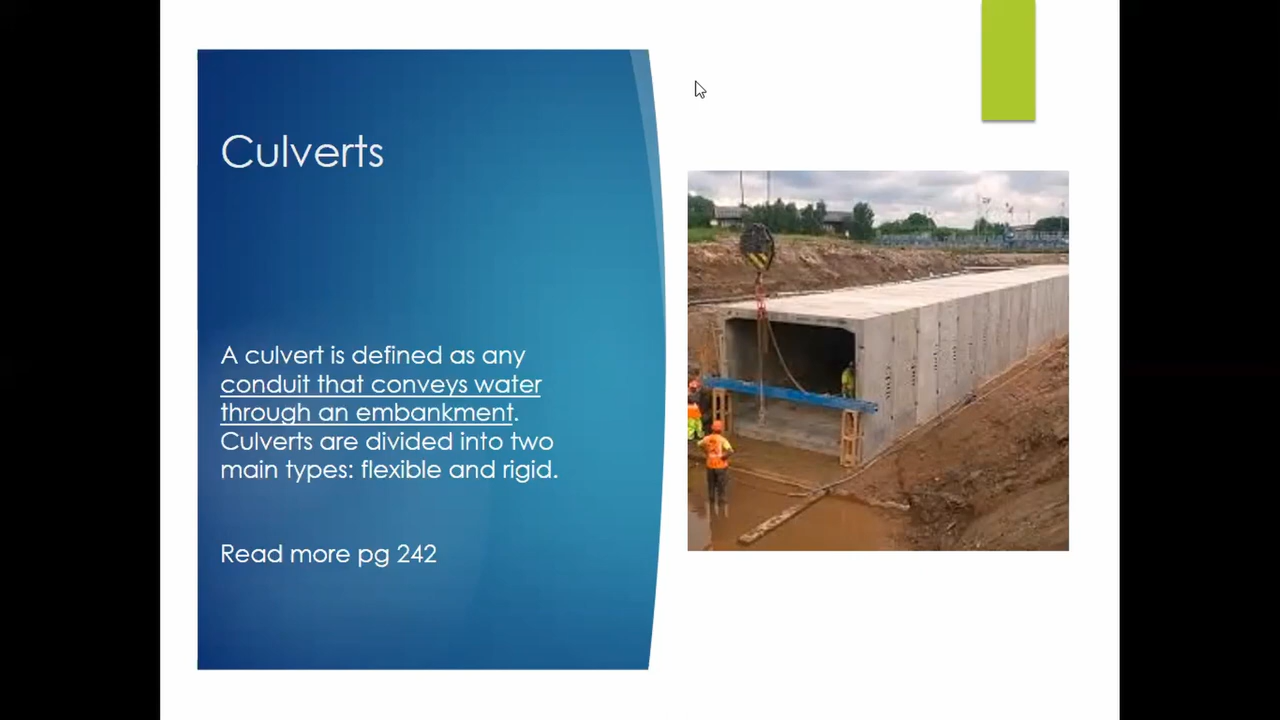 Culverts
A culvert is defined as any
conduit that conveys water
through an embankment.
Culverts are divided into two
main types: flexible and rigid.
Read more pg 242